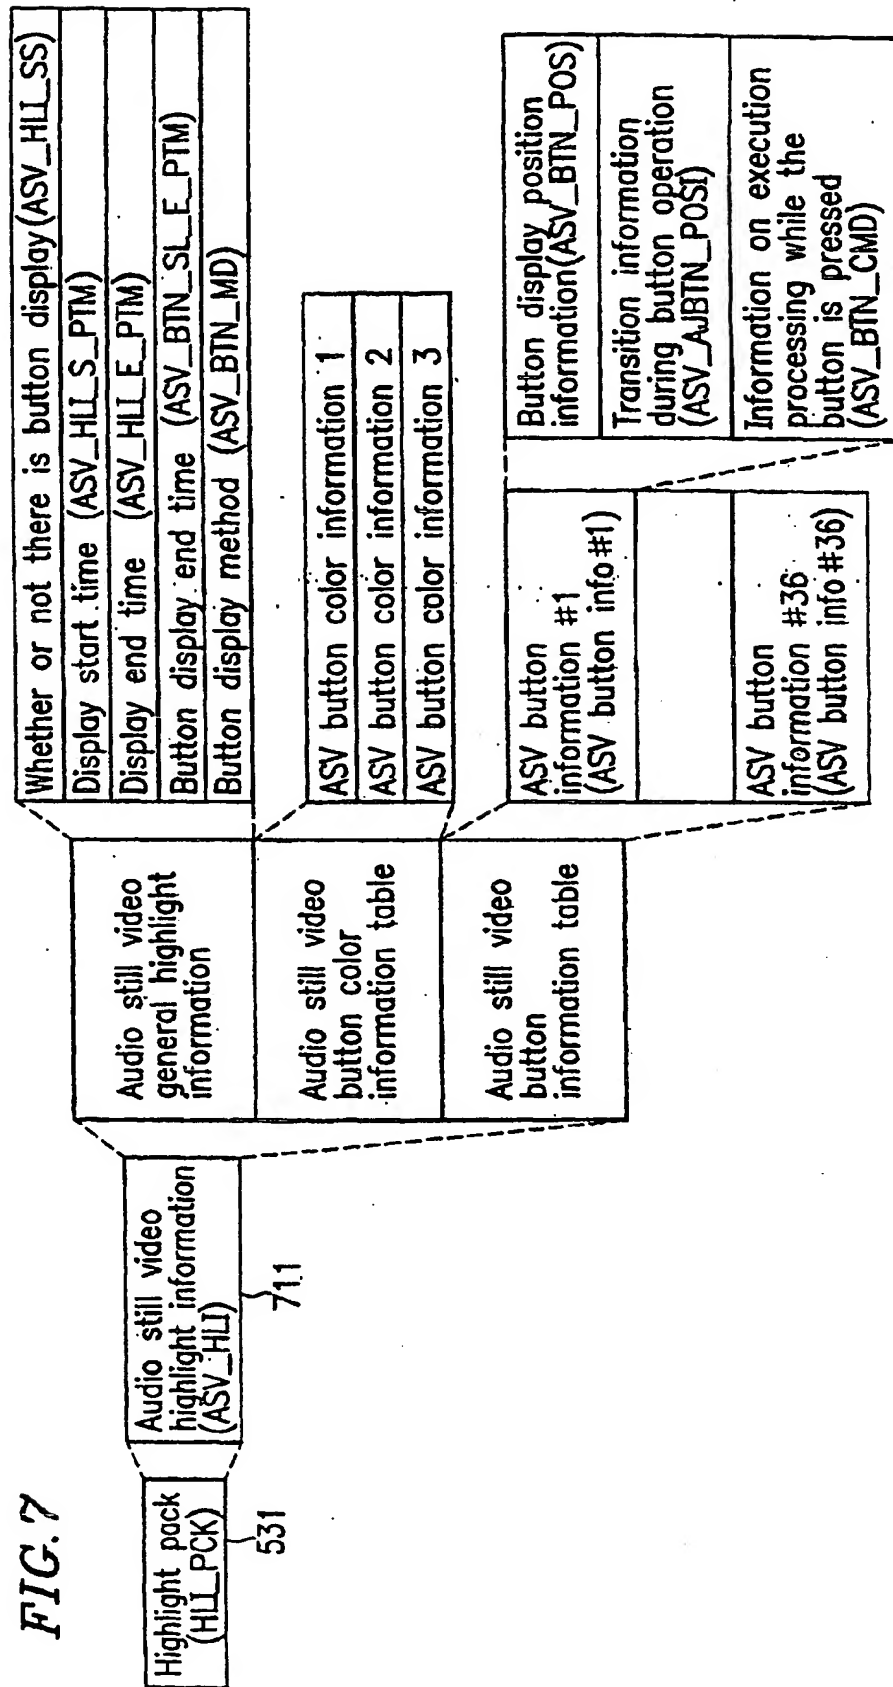 FIG. 7
Highlight pack
(HLI_PCK)
531
Audio still video
highlight information
(ASV_HLI)
711
Audio still video
general highlight
information
Audio still video
button color
information table
Audio still video
button
information table
Whether or not there is button display(ASV_HLI_SS)
Display start time (ASV_HLI_S_PTM)
Display end time (ASV_HLI_E_PTM)
Button display end time (ASV_BTN_SL_E_PTM)
Button display method (ASV_BTN_MD)
ASV button color information 1
ASV button color information 2
ASV button color information 3
ASV button
information #1
(ASV button info#1)
ASV button
information #36
(ASV button info#36)
Button display position
information(ASV_BTN_POS)
Transition information
during button operation
(ASV_AJBTN_POSI)
Information on execution
processing while the
button is pressed
(ASV_BTN_CMD)